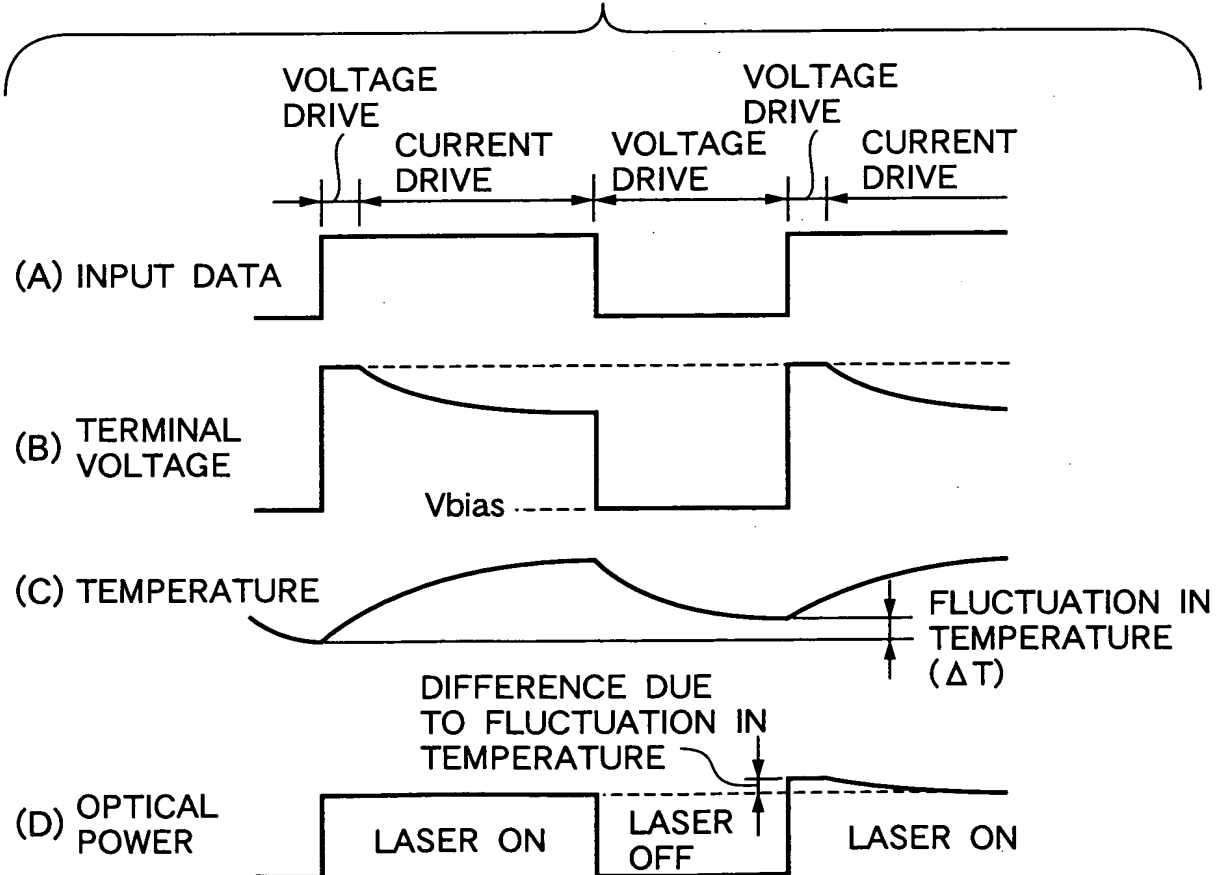 VOLTAGE
DRIVE
CURRENT
DRIVE
VOLTAGE
DRIVE
VOLTAGE
DRIVE
CURRENT
DRIVE
(A) INPUT DATA
(B) TERMINAL
VOLTAGE
Vbias
(C) TEMPERATURE
FLUCTUATION IN
TEMPERATURE
(ΔT)
DIFFERENCE DUE
TO FLUCTUATION IN
TEMPERATURE
(D) OPTICAL
POWER
LASER ON
LASER
OFF
LASER ON